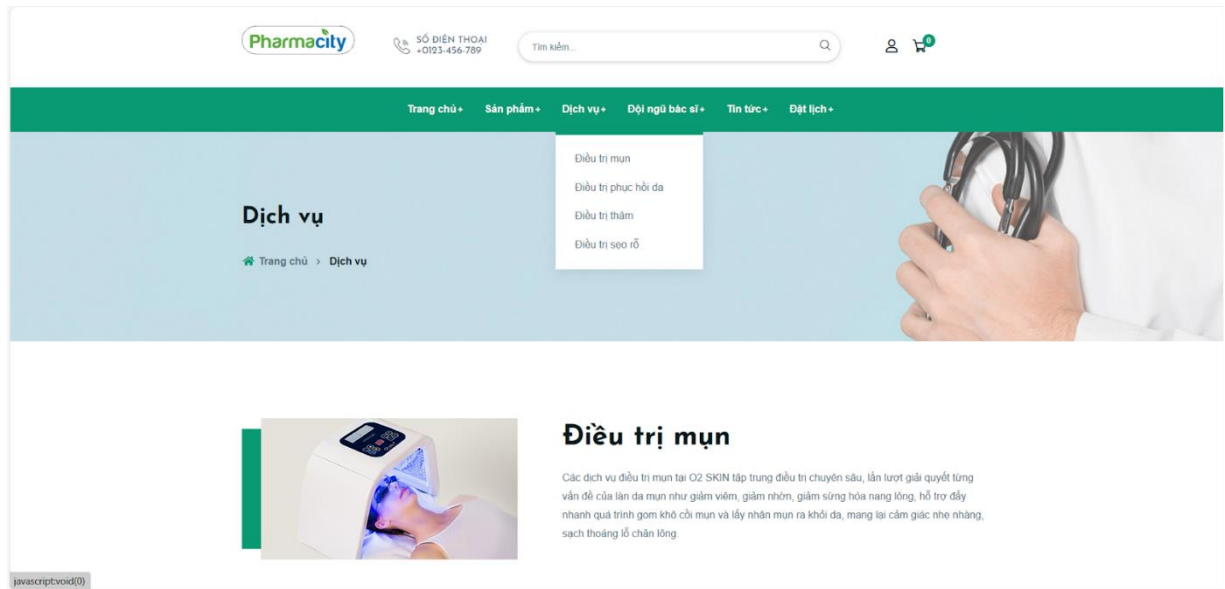 Pharmacity
SỐ ĐIỆN THOẠI
+0123-456-789
Tìm kiếm...
0
Trang chủ+ Sản phẩm+ Dịch vụ+ Đội ngũ bác sĩ+ Tin tức+ Đặt lịch+
Điều trị mụn
Điều trị phục hồi da
Điều trị thâm
Điều trị sẹo rỗ
Dịch vụ
Trang chủ > Dịch vụ
Điều trị mụn
Các dịch vụ điều trị mụn tại O2 SKIN tập trung điều trị chuyên sâu, lần lượt giải quyết từng
vấn đề của làn da mụn như giảm viêm, giảm nhờn, giảm sừng hóa nang lông, hỗ trợ đẩy
nhanh quá trình gom khô cồi mụn và lấy nhân mụn ra khỏi da, mang lại cảm giác nhẹ nhàng,
sạch thoáng lỗ chân lông.
javascript:void(0)